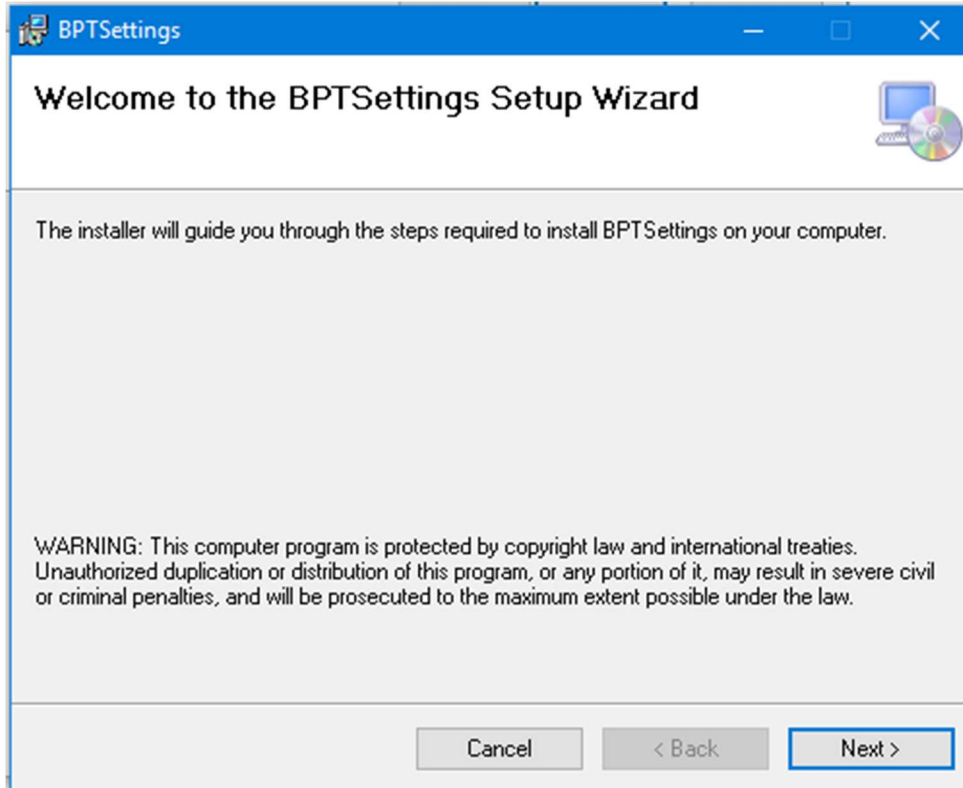 BPTSettings
Welcome to the BPTSettings Setup Wizard
The installer will guide you through the steps required to install BPTSettings on your computer.
WARNING: This computer program is protected by copyright law and international treaties.
Unauthorized duplication or distribution of this program, or any portion of it, may result in severe civil
or criminal penalties, and will be prosecuted to the maximum extent possible under the law.
Cancel < Back Next >